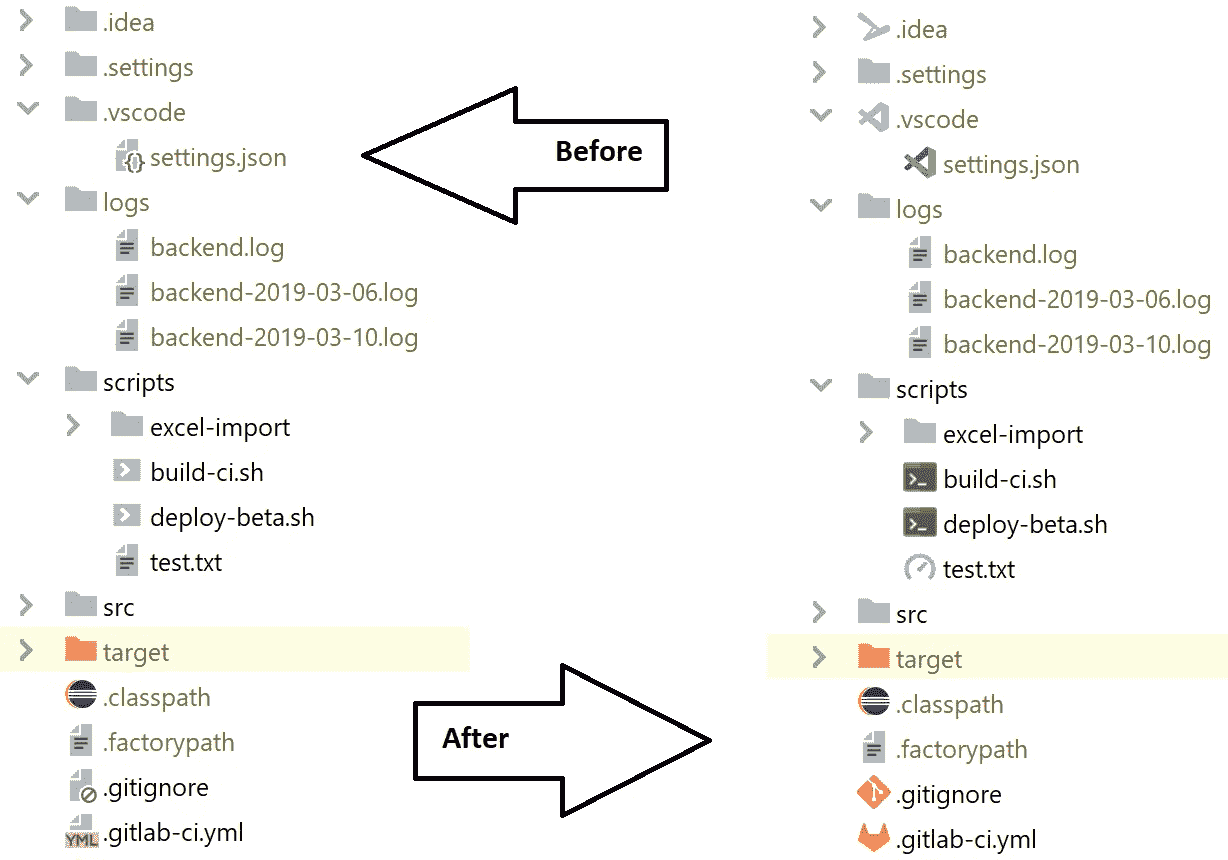 .idea
.settings
.vscode
settings.json
logs
backend.log
backend-2019-03-06.log
backend-2019-03-10.log
scripts
excel-import
build-ci.sh
deploy-beta.sh
test.txt
src
target
.classpath
.factorypath
.gitignore
YML .gitlab-ci.yml
Before
After
.idea
.settings
.vscode
settings.json
logs
backend.log
backend-2019-03-06.log
backend-2019-03-10.log
scripts
excel-import
build-ci.sh
deploy-beta.sh
test.txt
src
target
.classpath
.factorypath
.gitignore
.gitlab-ci.yml